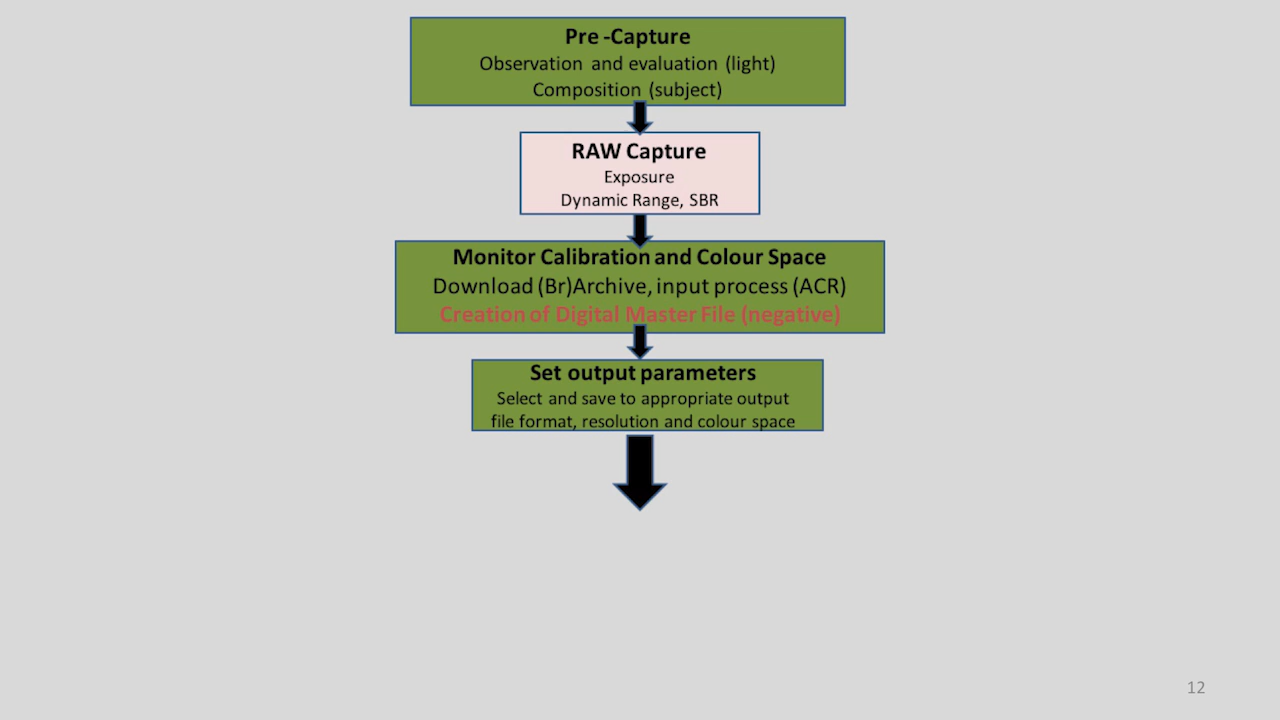 Pre -Capture
Observation and evaluation (light)
Composition (subject)
RAW Capture
Exposure
Dynamic Range, SBR
Monitor Calibration and Colour Space
Download (Br)Archive, input process (ACR)
Creation of Digital Master File (negative)
Set output parameters
Select and save to appropriate output
file format, resolution and colour space
12